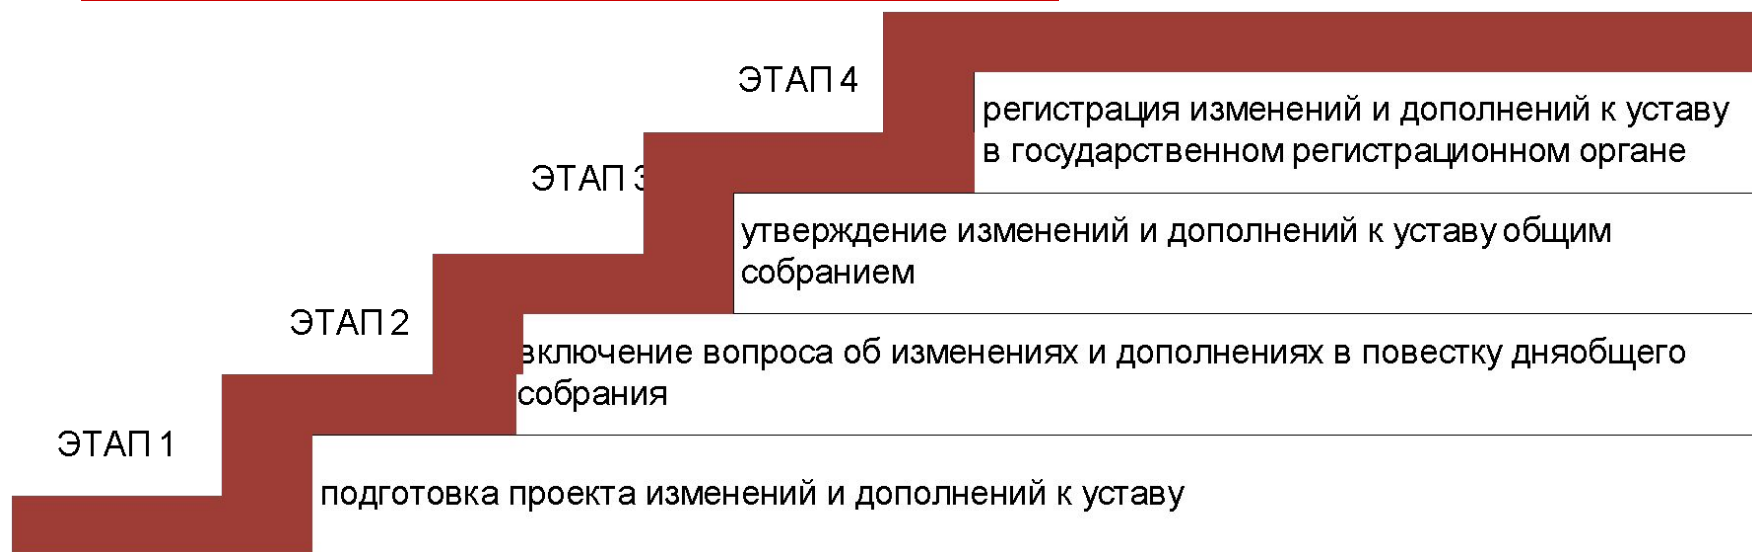 ЭТАП 4
регистрация изменений и дополнений к уставу
в государственном регистрационном органе
ЭТАП 3
утверждение изменений и дополнений к уставу общим
собранием
ЭТАП 2
включение вопроса об изменениях и дополнениях в повестку дняобщего
собрания
ЭТАП 1
подготовка проекта изменений и дополнений к уставу